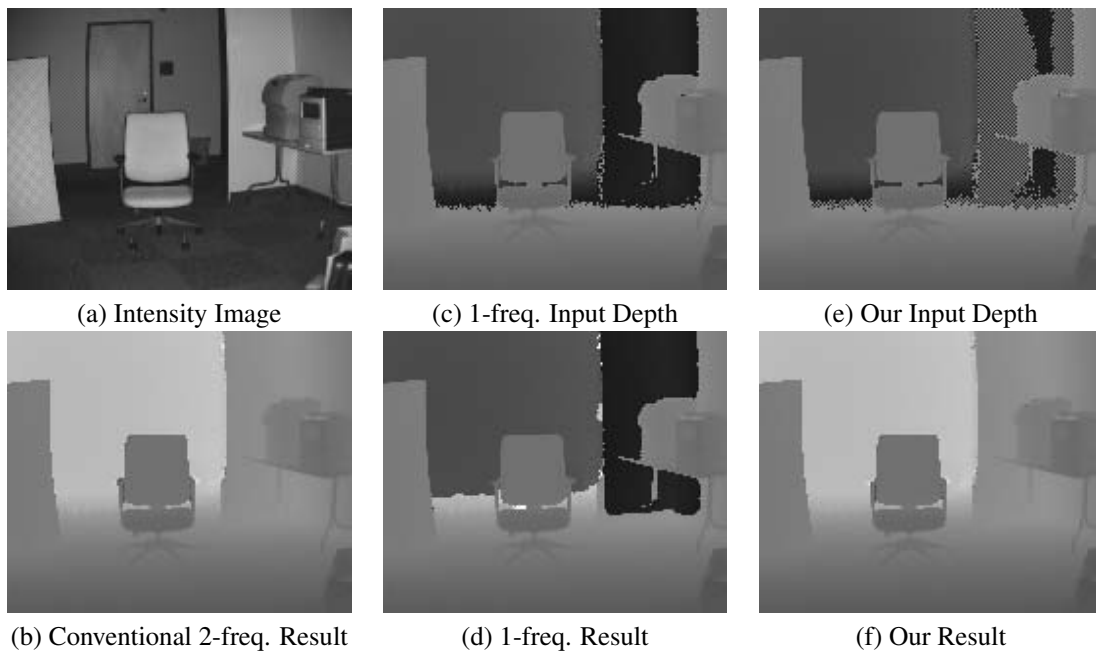 (a) Intensity Image
(c) 1-freq. Input Depth
(e) Our Input Depth
(b) Conventional 2-freq. Result
(d) 1-freq. Result
(f) Our Result